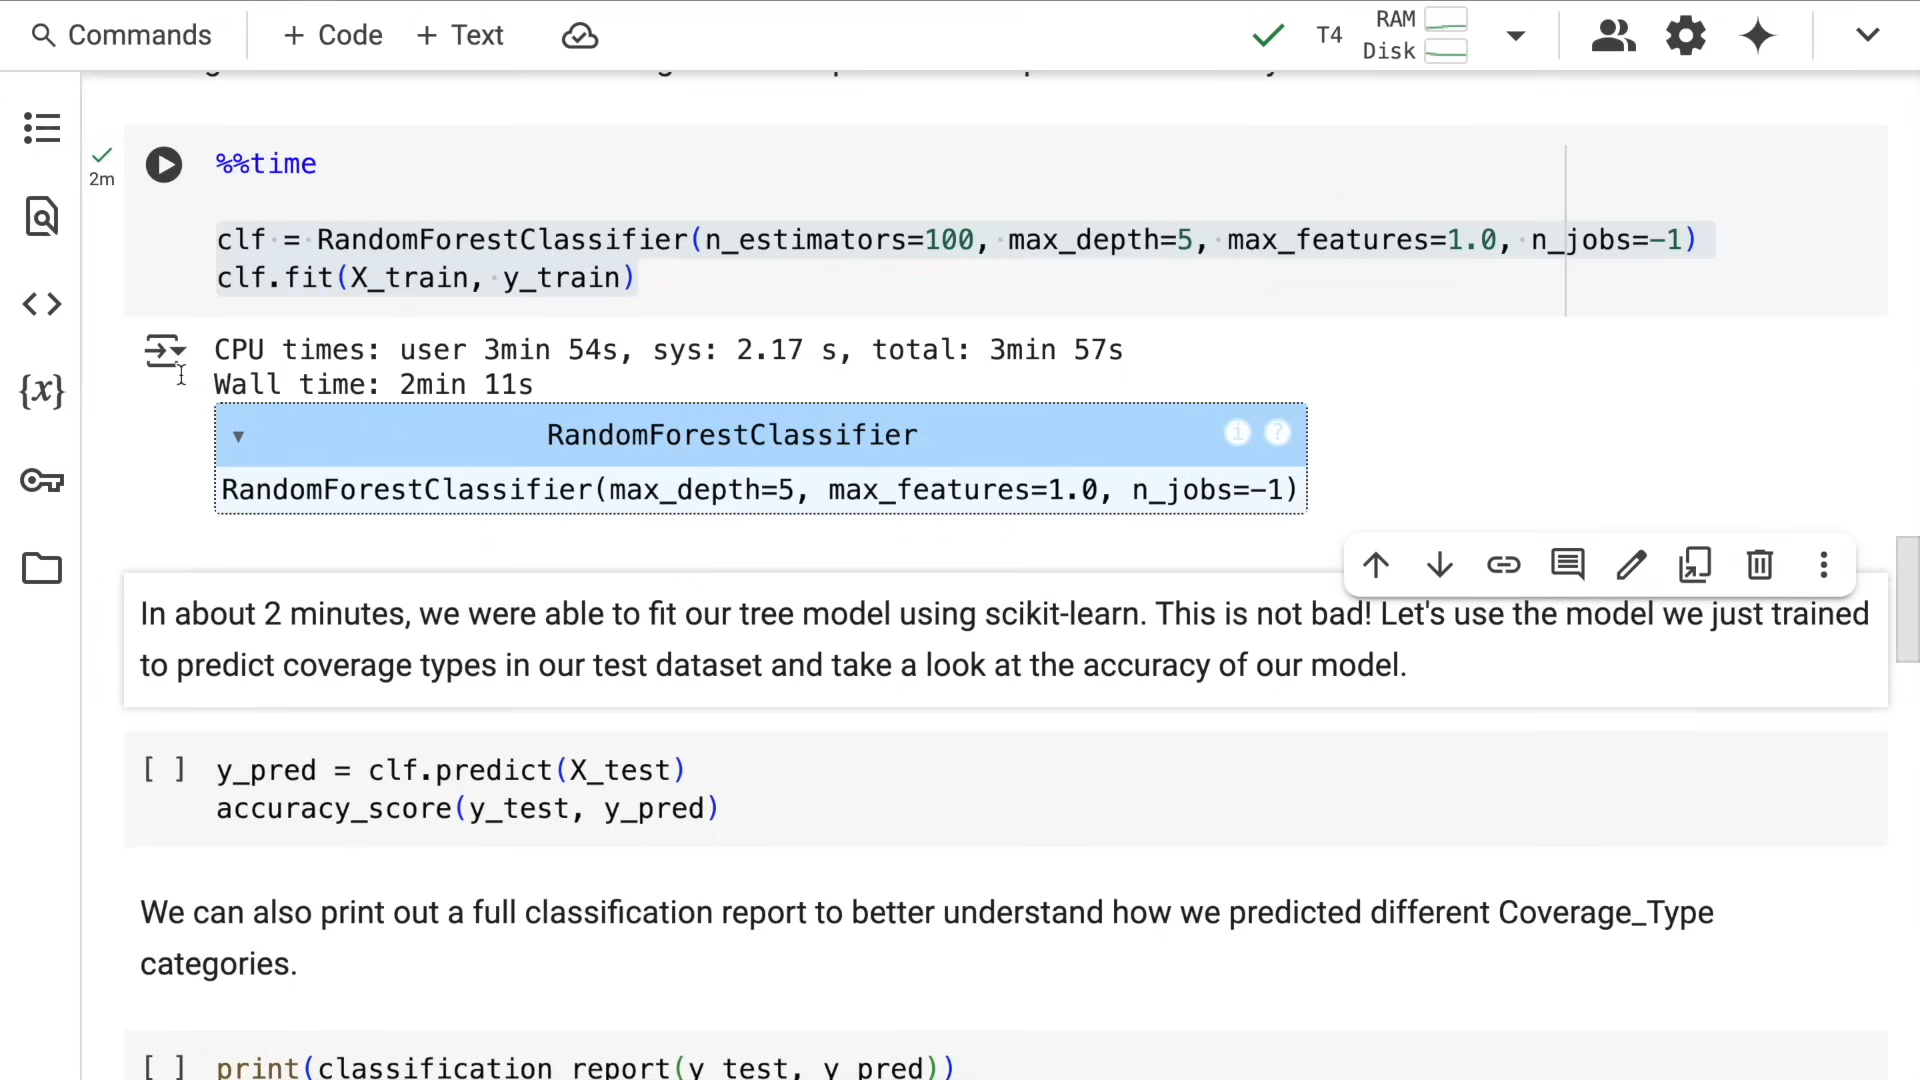 Commands + Code + Text T4 RAM
Disk
2m %%time
clf = RandomForestClassifier(n_estimators=100, max_depth=5, max_features=1.0, n_jobs=-1)
clf.fit(X_train, y_train)
CPU times: user 3min 54s, sys: 2.17 s, total: 3min 57s
Wall time: 2min 11s
RandomForestClassifier i ?
RandomForestClassifier(max_depth=5, max_features=1.0, n_jobs=-1)
In about 2 minutes, we were able to fit our tree model using scikit-learn. This is not bad! Let's use the model we just trained
to predict coverage types in our test dataset and take a look at the accuracy of our model.
[ ] y_pred = clf.predict(X_test)
accuracy_score(y_test, y_pred)
We can also print out a full classification report to better understand how we predicted different Coverage_Type
categories.
[ ] print(classification_report(y_test, y_pred))